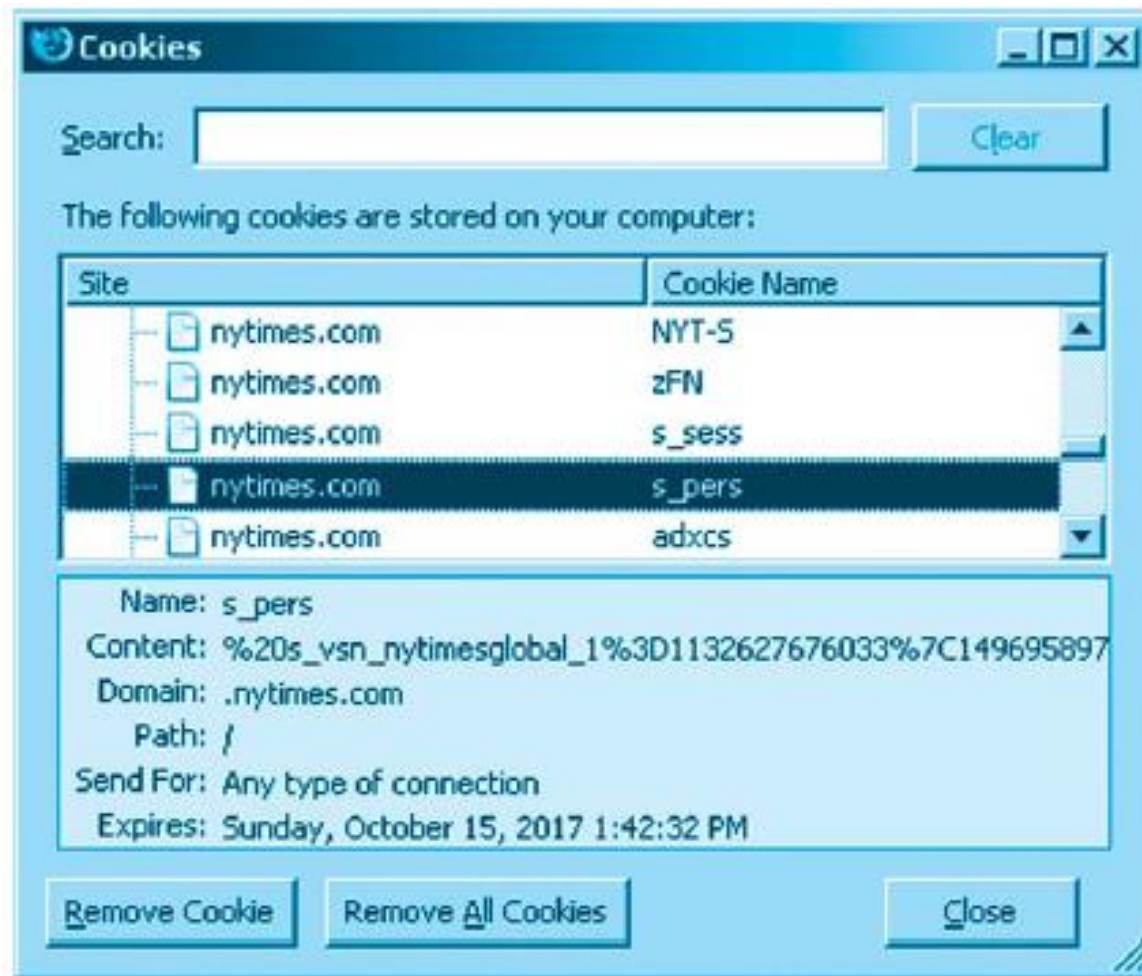 Cookies
Search:
Clear
The following cookies are stored on your computer:
Site Cookie Name
nytimes.com NYT-S
nytimes.com zFN
nytimes.com s_sess
nytimes.com s_pers
nytimes.com adxcs
Name: s_pers
Content: %20s_vsn_nytimesglobal_1%3D1132627676033%7C149695897
Domain: .nytimes.com
Path: /
Send For: Any type of connection
Expires: Sunday, October 15, 2017 1:42:32 PM
Remove Cookie Remove All Cookies Close